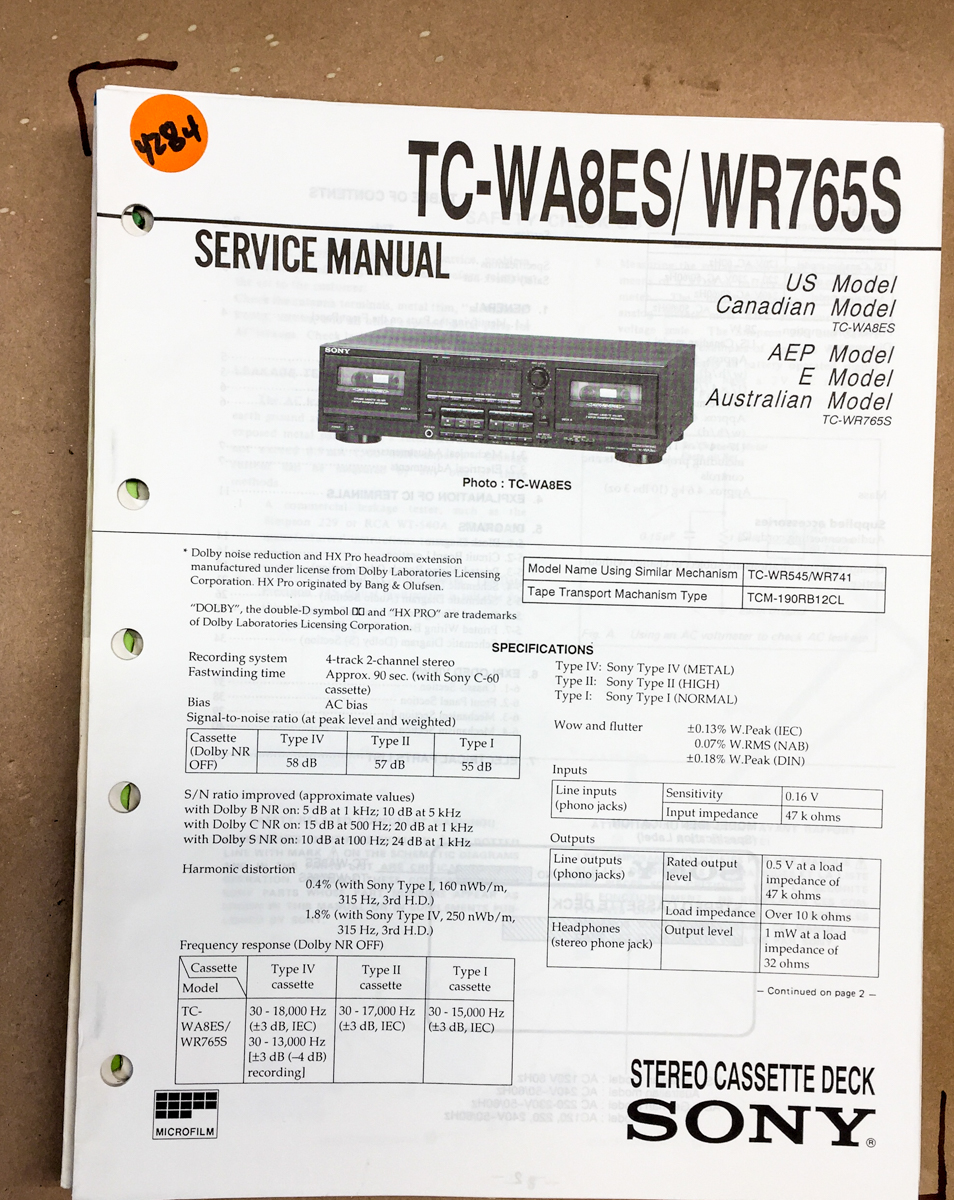 4284
TC-WA8ES/WR765S
SERVICE MANUAL
US Model
Canadian Model
TC-WA8ES
AEP Model
E Model
Australian Model
TC-WR765S
SONY
Photo : TC-WA8ES
* Dolby noise reduction and HX Pro headroom extension
manufactured under license from Dolby Laboratories Licensing
Corporation. HX Pro originated by Bang & Olufsen.
"DOLBY", the double-D symbol and "HX PRO" are trademarks
of Dolby Laboratories Licensing Corporation.
Model Name Using Similar Mechanism TC-WR545/WR741
Tape Transport Machanism Type TCM-190RB12CL
SPECIFICATIONS
Recording system 4-track 2-channel stereo
Fastwinding time Approx. 90 sec. (with Sony C-60
cassette)
Bias AC bias
Signal-to-noise ratio (at peak level and weighted)
Cassette
(Dolby NR
OFF)
Type IV Type II Type I
58 dB 57 dB 55 dB
S/N ratio improved (approximate values)
with Dolby B NR on: 5 dB at 1 kHz; 10 dB at 5 kHz
with Dolby C NR on: 15 dB at 500 Hz; 20 dB at 1 kHz
with Dolby S NR on: 10 dB at 100 Hz; 24 dB at 1 kHz
Harmonic distortion
0.4% (with Sony Type I, 160 nWb/m,
315 Hz, 3rd H.D.)
1.8% (with Sony Type IV, 250 nWb/m,
315 Hz, 3rd H.D.)
Frequency response (Dolby NR OFF)
Cassette
Model
Type IV
cassette
Type II
cassette
Type I
cassette
TC-
WA8ES/
WR765S
30 - 18,000 Hz
(±3 dB, IEC)
30 - 13,000 Hz
[±3 dB (–4 dB)
recording]
30 - 17,000 Hz
(±3 dB, IEC)
30 - 15,000 Hz
(±3 dB, IEC)
Type IV: Sony Type IV (METAL)
Type II: Sony Type II (HIGH)
Type I: Sony Type I (NORMAL)
Wow and flutter ±0.13% W.Peak (IEC)
0.07% W.RMS (NAB)
±0.18% W.Peak (DIN)
Inputs
Line inputs
(phono jacks)
Sensitivity 0.16 V
Input impedance 47 k ohms
Outputs
Line outputs
(phono jacks)
Rated output
level
0.5 V at a load
impedance of
47 k ohms
Load impedance Over 10 k ohms
Headphones
(stereo phone jack)
Output level
1 mW at a load
impedance of
32 ohms
– Continued on page 2 –
MICROFILM
STEREO CASSETTE DECK
SONY®